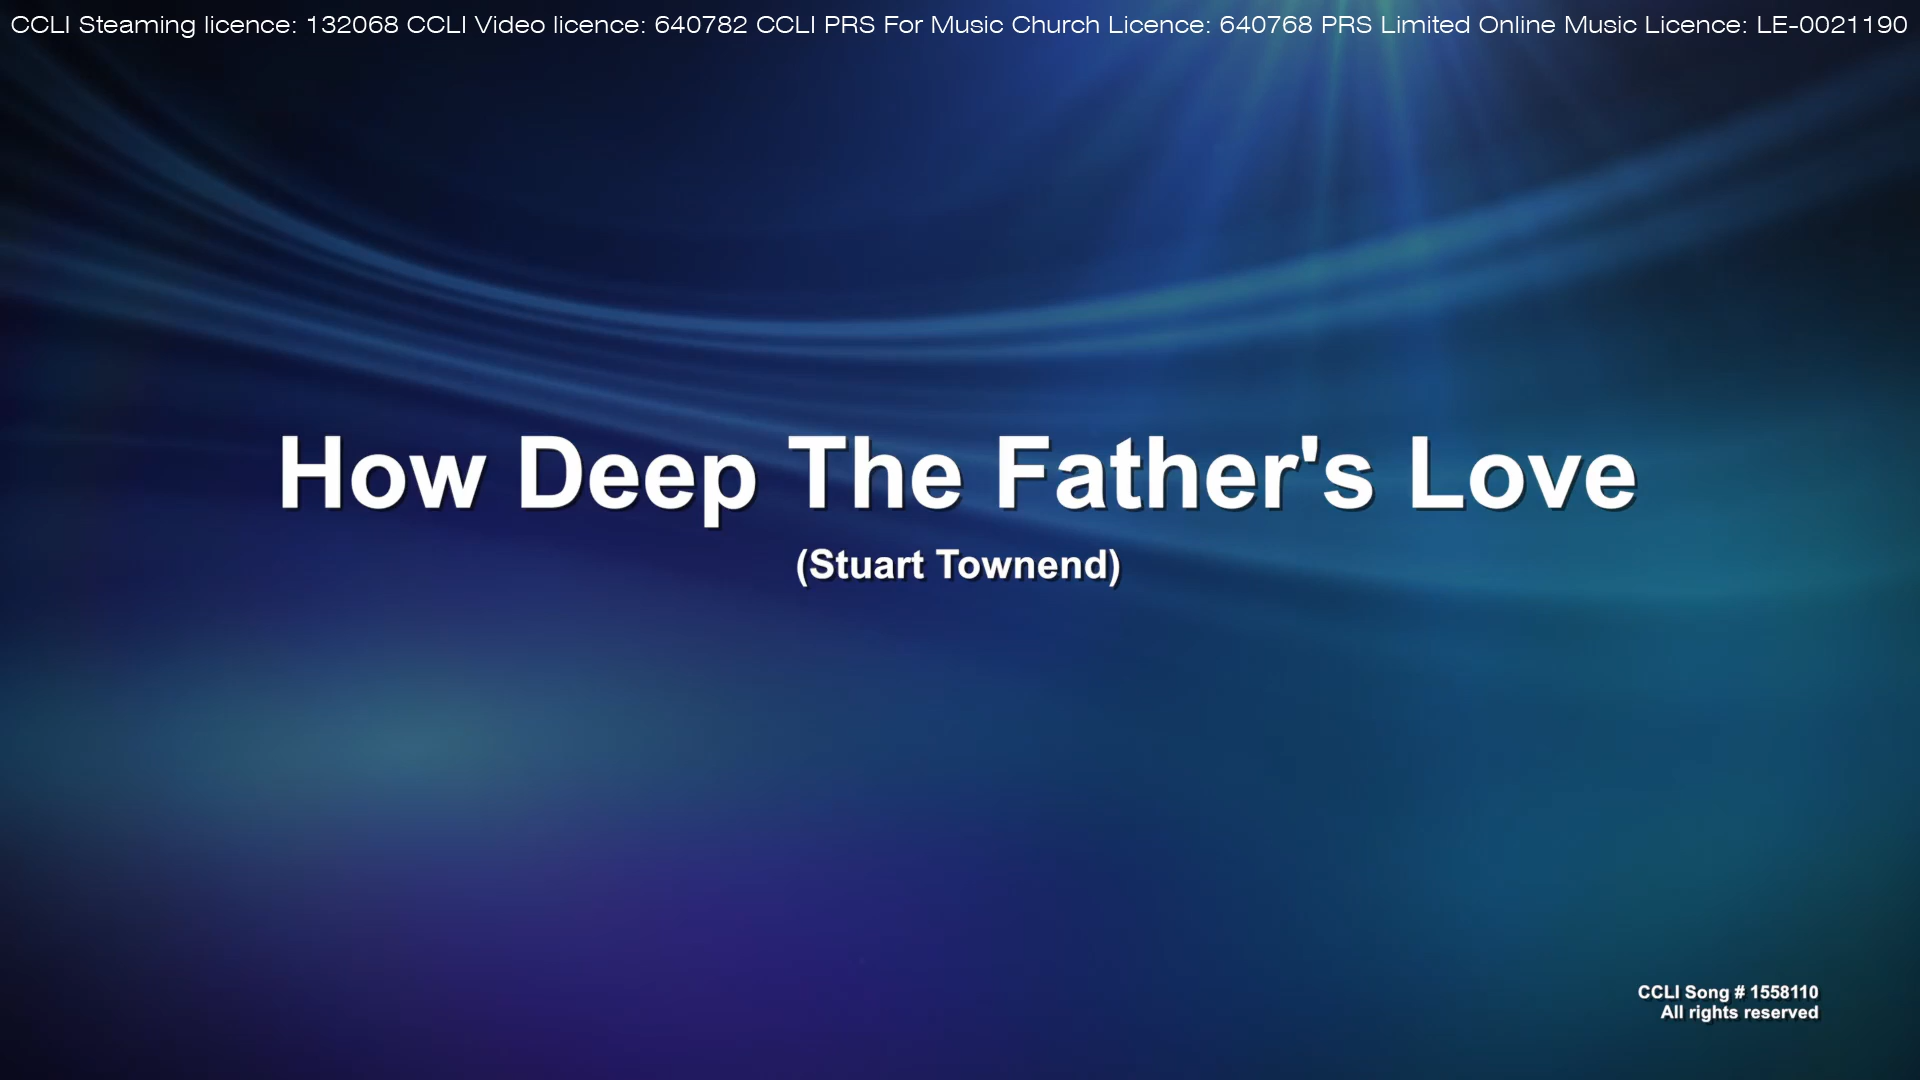 CCLI Steaming licence: 132068 CCLI Video licence: 640782 CCLI PRS For Music Church Licence: 640768 PRS Limited Online Music Licence: LE-0021190
How Deep The Father's Love
(Stuart Townend)
CCLI Song # 1558110
All rights reserved